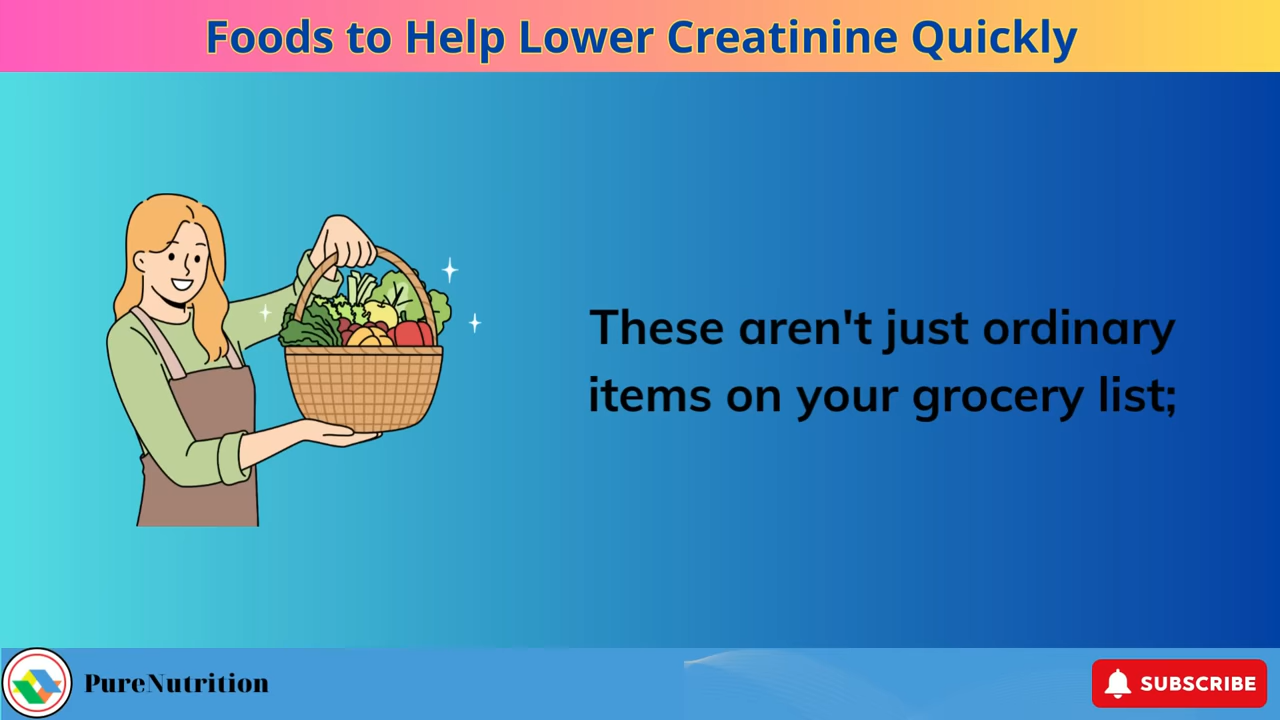 Foods to Help Lower Creatinine Quickly
These aren't just ordinary
items on your grocery list;
PureNutrition
SUBSCRIBE